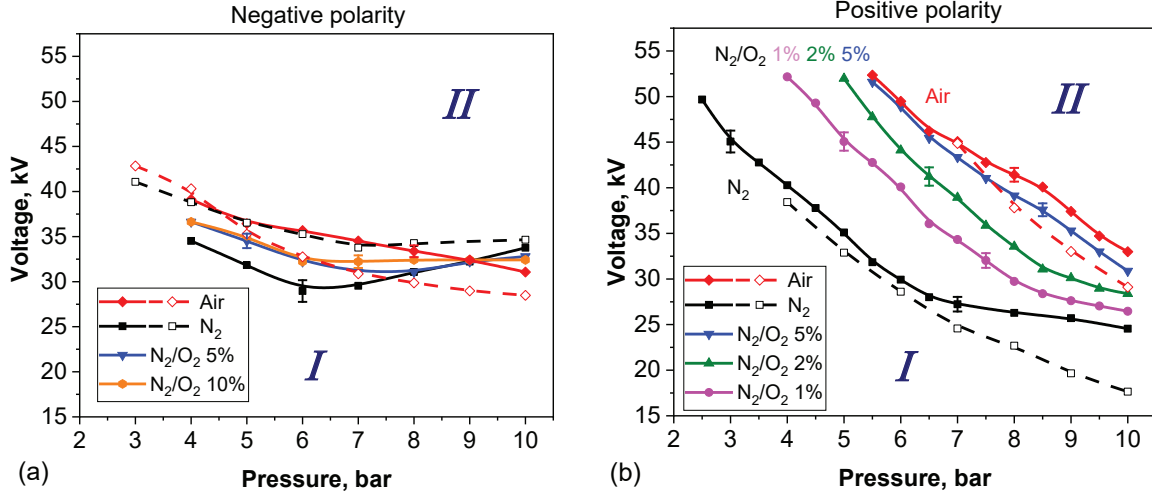 Negative polarity
55
50
45
40
35
30
25
20
15
2 3 4 5 6 7 8 9 10
Voltage, kV
Pressure, bar
II
I
Air
N₂
N₂/O₂ 5%
N₂/O₂ 10%
(a)
Positive polarity
55
50
45
40
35
30
25
20
15
2 3 4 5 6 7 8 9 10
Voltage, kV
Pressure, bar
N₂/O₂ 1% 2% 5%
Air
II
N₂
I
Air
N₂
N₂/O₂ 5%
N₂/O₂ 2%
N₂/O₂ 1%
(b)